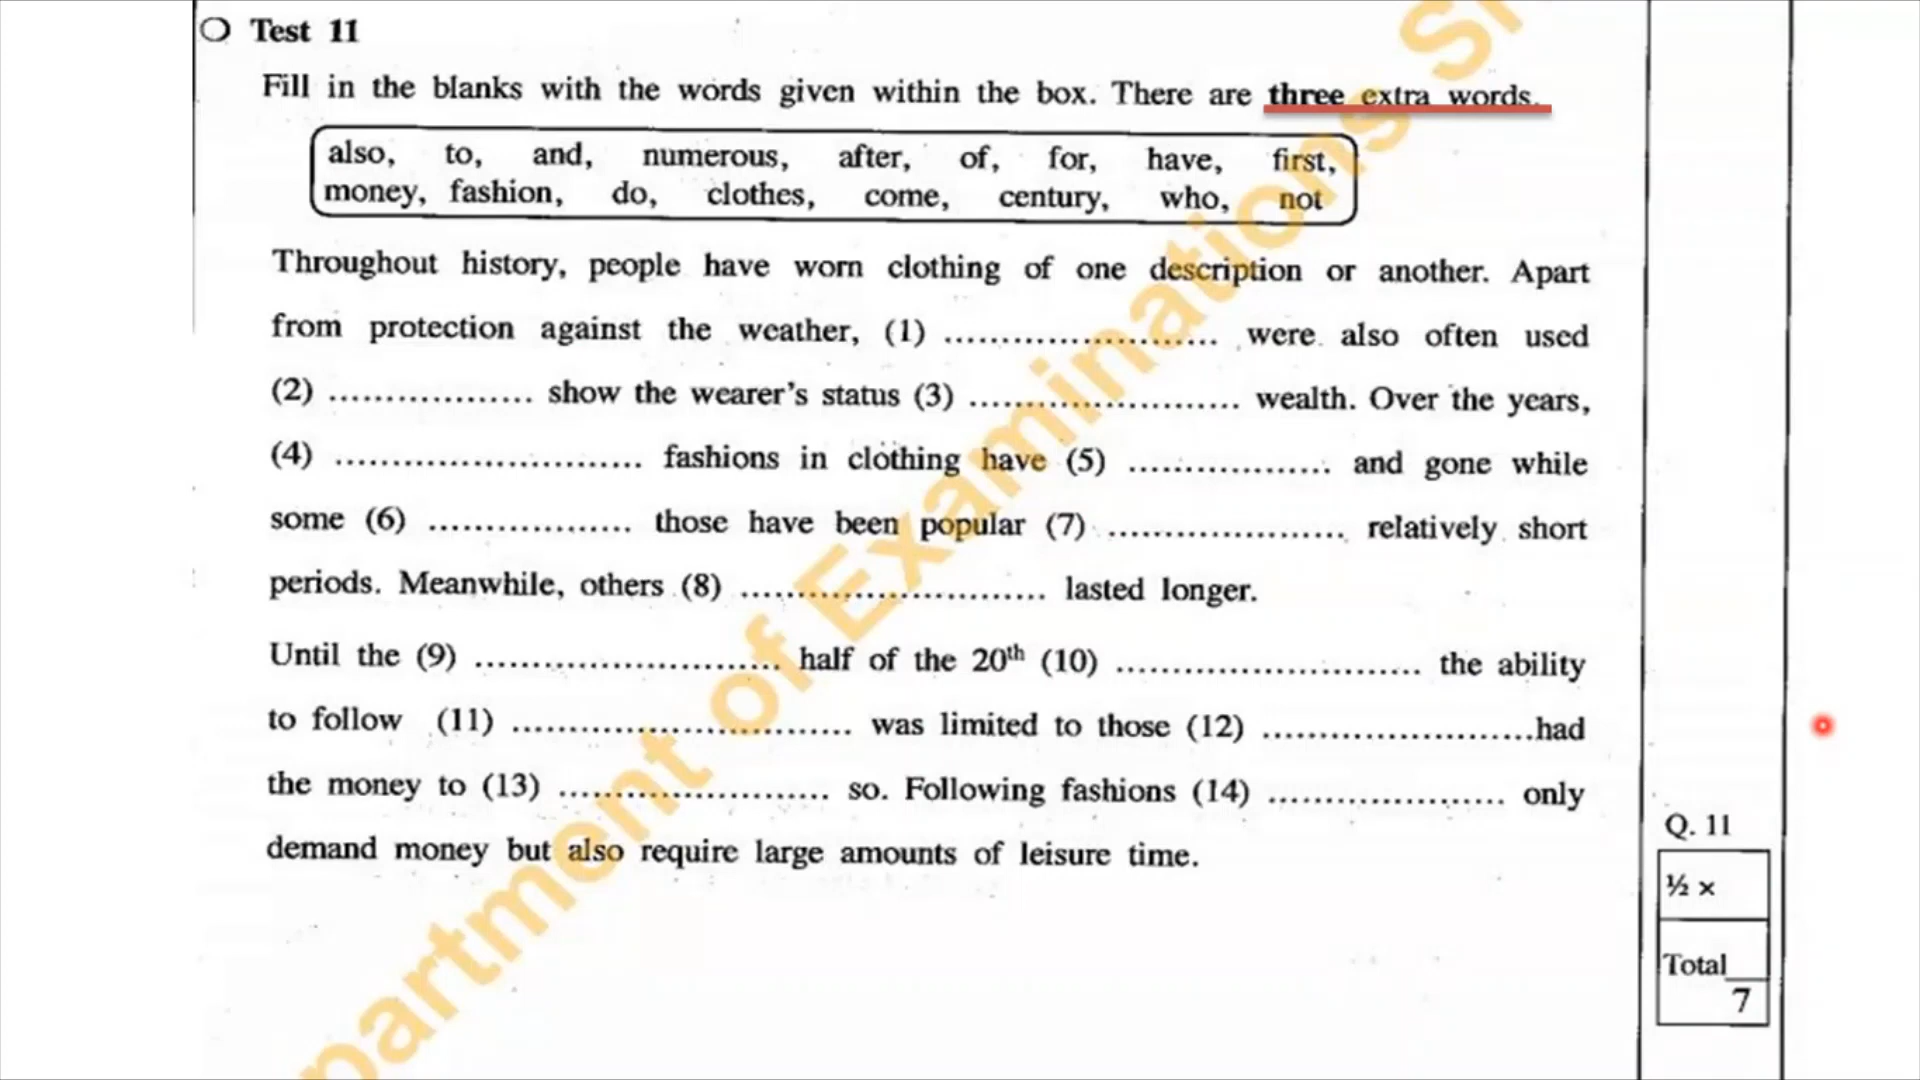 Test 11
Fill in the blanks with the words given within the box. There are three extra words.
also, to, and, numerous, after, of, for, have, first,
money, fashion, do, clothes, come, century, who, not
Throughout history, people have worn clothing of one description or another. Apart
from protection against the weather, (1) ........................... were also often used
(2) .................... show the wearer's status (3) ........................... wealth. Over the years,
(4) ............................... fashions in clothing have (5) .................... and gone while
some (6) .................... those have been popular (7) ........................ relatively short
periods. Meanwhile, others (8) ............................... lasted longer.
Until the (9) ............................... half of the 20th (10) ............................... the ability
to follow (11) .................................. was limited to those (12) ...........................had
the money to (13) ........................... so. Following fashions (14) ........................ only
demand money but also require large amounts of leisure time.
Q. 11
½ ×
Total
7
partment of Examinations Sr